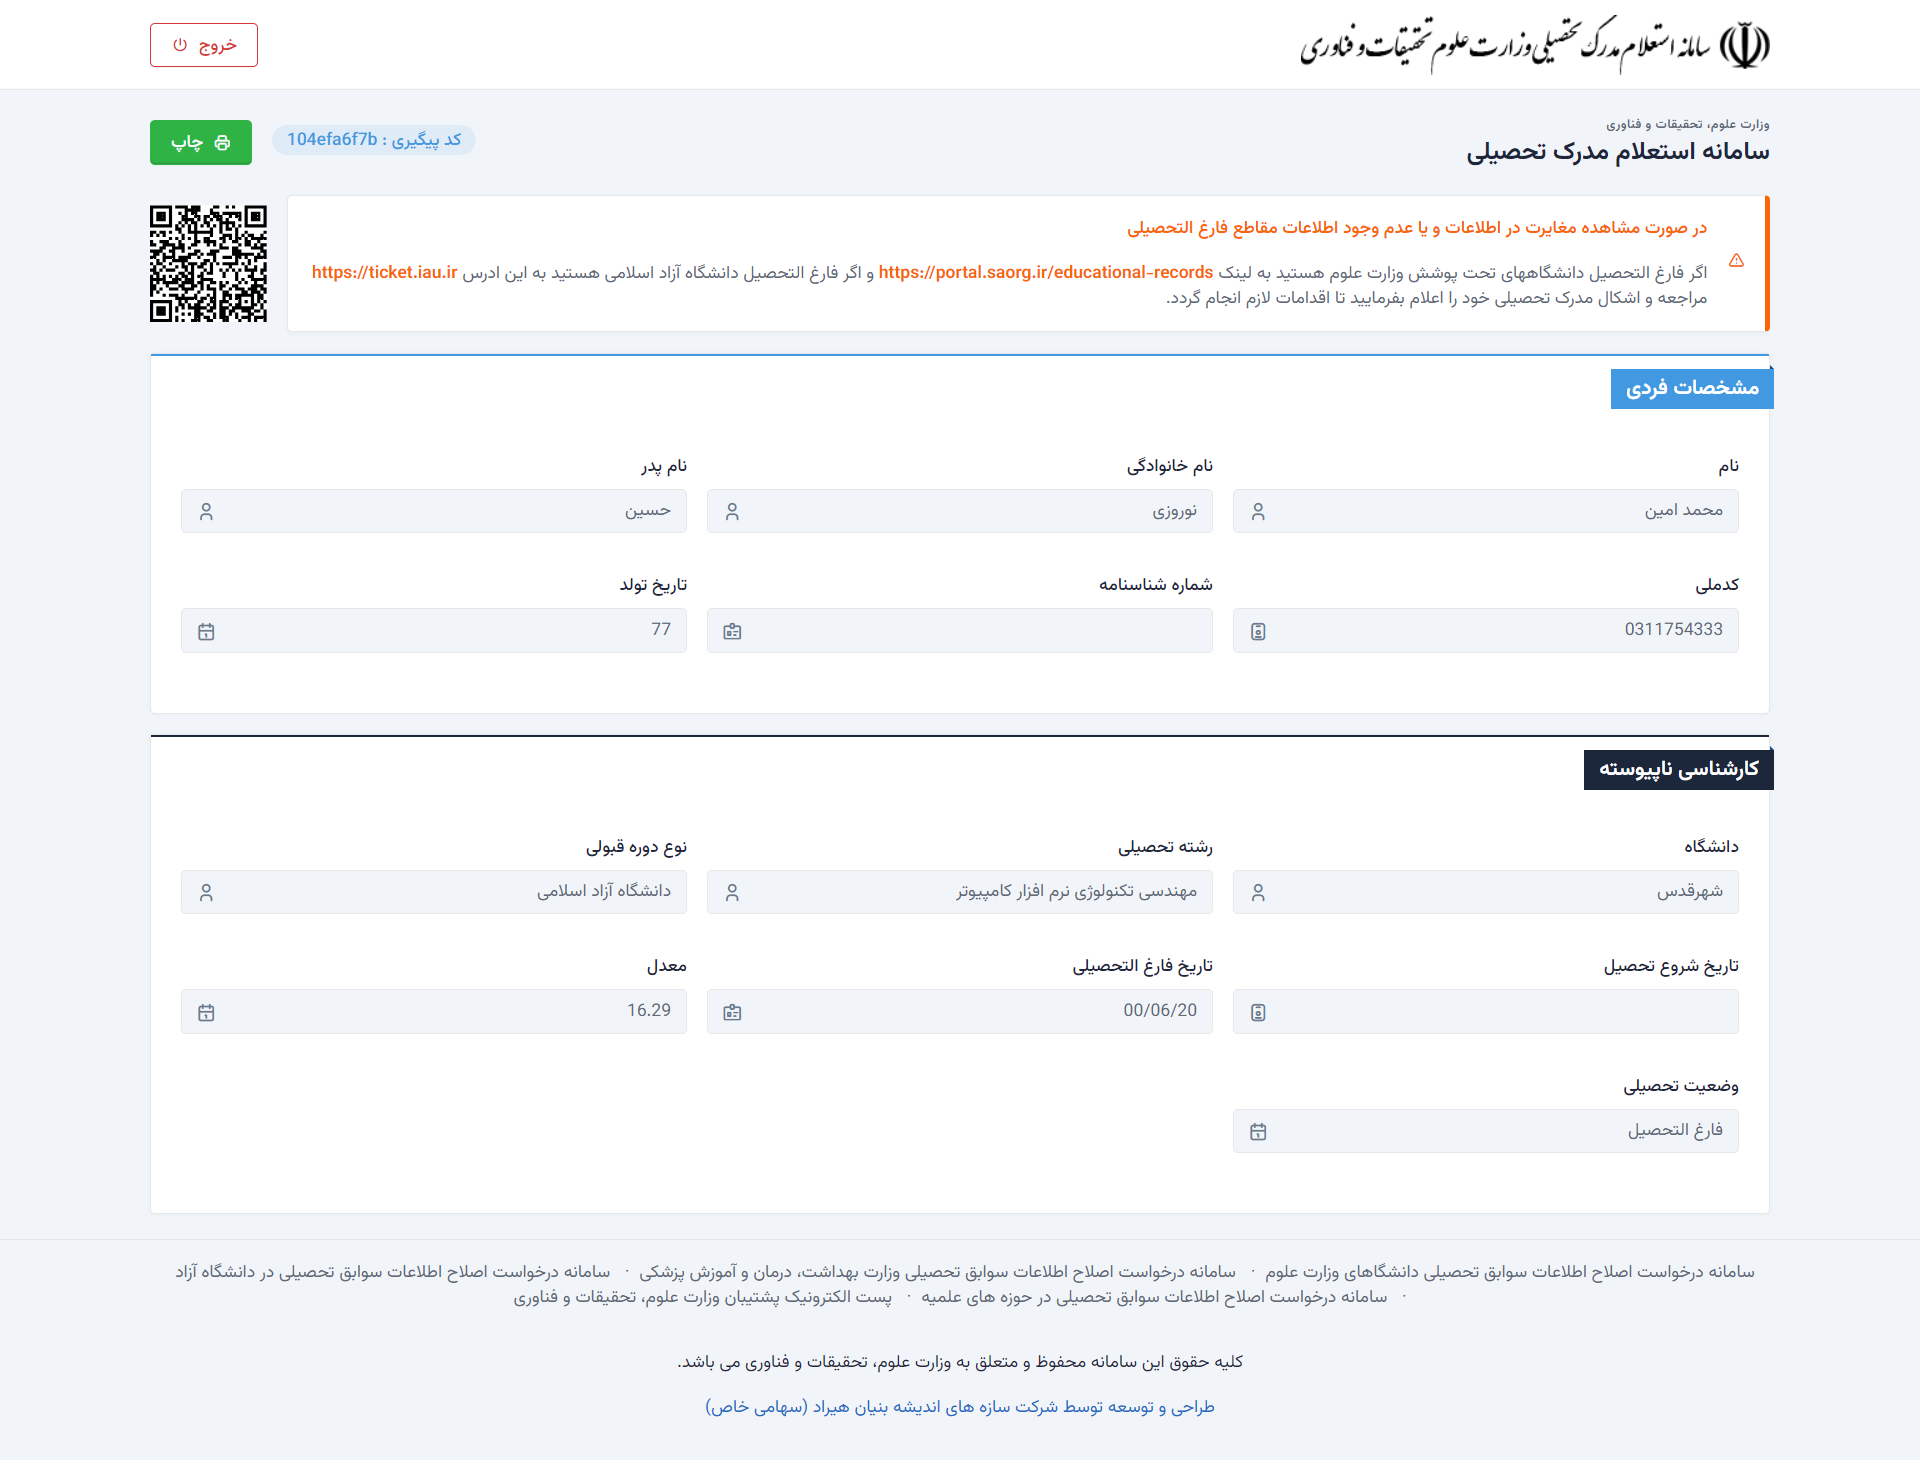 سامانه استعلام مدرک تحصیلی وزارت علوم تحقیقات و فناوری
خروج
وزارت علوم، تحقیقات و فناوری
سامانه استعلام مدرک تحصیلی
کد پیگیری : 104efa6f7b
چاپ
در صورت مشاهده مغایرت در اطلاعات و یا عدم وجود اطلاعات مقاطع فارغ التحصیلی
اگر فارغ التحصیل دانشگاههای تحت پوشش وزارت علوم هستید به لینک https://portal.saorg.ir/educational-records و اگر فارغ التحصیل دانشگاه آزاد اسلامی هستید به این ادرس https://ticket.iau.ir
مراجعه و اشکال مدرک تحصیلی خود را اعلام بفرمایید تا اقدامات لازم انجام گردد.
مشخصات فردی
نام
نام خانوادگی
نام پدر
محمد امین
نوروزی
حسین
کدملی
شماره شناسنامه
تاریخ تولد
0311754333
77
کارشناسی ناپیوسته
دانشگاه
رشته تحصیلی
نوع دوره قبولی
شهرقدس
مهندسی تکنولوژی نرم افزار کامپیوتر
دانشگاه آزاد اسلامی
تاریخ شروع تحصیل
تاریخ فارغ التحصیلی
معدل
00/06/20
16.29
وضعیت تحصیلی
فارغ التحصیل
سامانه درخواست اصلاح اطلاعات سوابق تحصیلی دانشگاهای وزارت علوم · سامانه درخواست اصلاح اطلاعات سوابق تحصیلی وزارت بهداشت، درمان و آموزش پزشکی · سامانه درخواست اصلاح اطلاعات سوابق تحصیلی در دانشگاه آزاد
· سامانه درخواست اصلاح اطلاعات سوابق تحصیلی در حوزه های علمیه · پست الکترونیک پشتیبان وزارت علوم، تحقیقات و فناوری
کلیه حقوق این سامانه محفوظ و متعلق به وزارت علوم، تحقیقات و فناوری می باشد.
طراحی و توسعه توسط شرکت سازه های اندیشه بنیان هیراد (سهامی خاص)